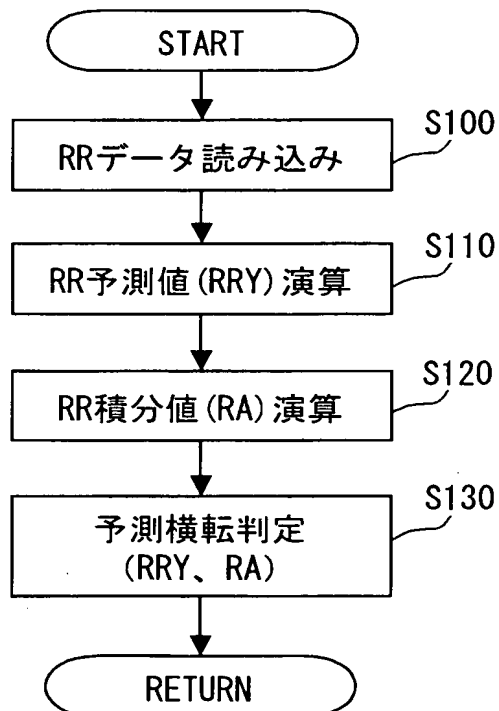 START
S100
RRデータ読み込み
S110
RR予測値(RRY)演算
S120
RR積分値(RA)演算
S130
予測横転判定
(RRY、RA)
RETURN